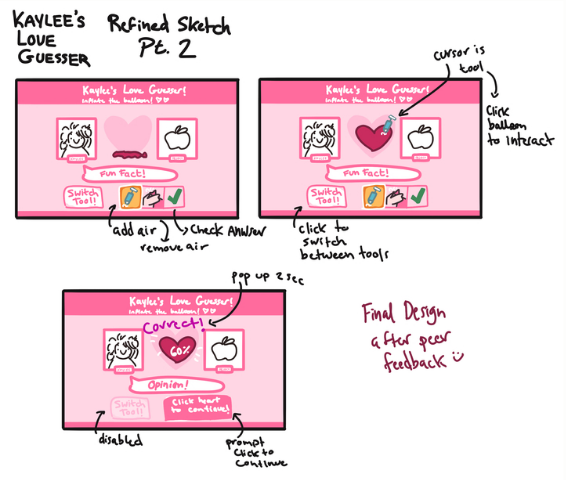 KAYLEE'S
LOVE
GUESSER
Refined Sketch
Pt. 2
cursor is
tool
Click
balloon
to interact
Kaylee's Love Guesser!
Inflate the balloon! ♡♡
Fun Fact!
Switch
Tool!
add air
remove air
Check Answer
Kaylee's Love Guesser!
Inflate the balloon! ♡♡
Fun Fact!
Switch
Tool!
Click to
switch
between tools
pop up 2 sec
Kaylee's Love Guesser!
Inflate the balloon! ♡♡
Correct!
60%
Opinion!
Switch
Tool!
Click heart
to continue!
disabled
prompt
click to
continue
Final Design
after peer
feedback